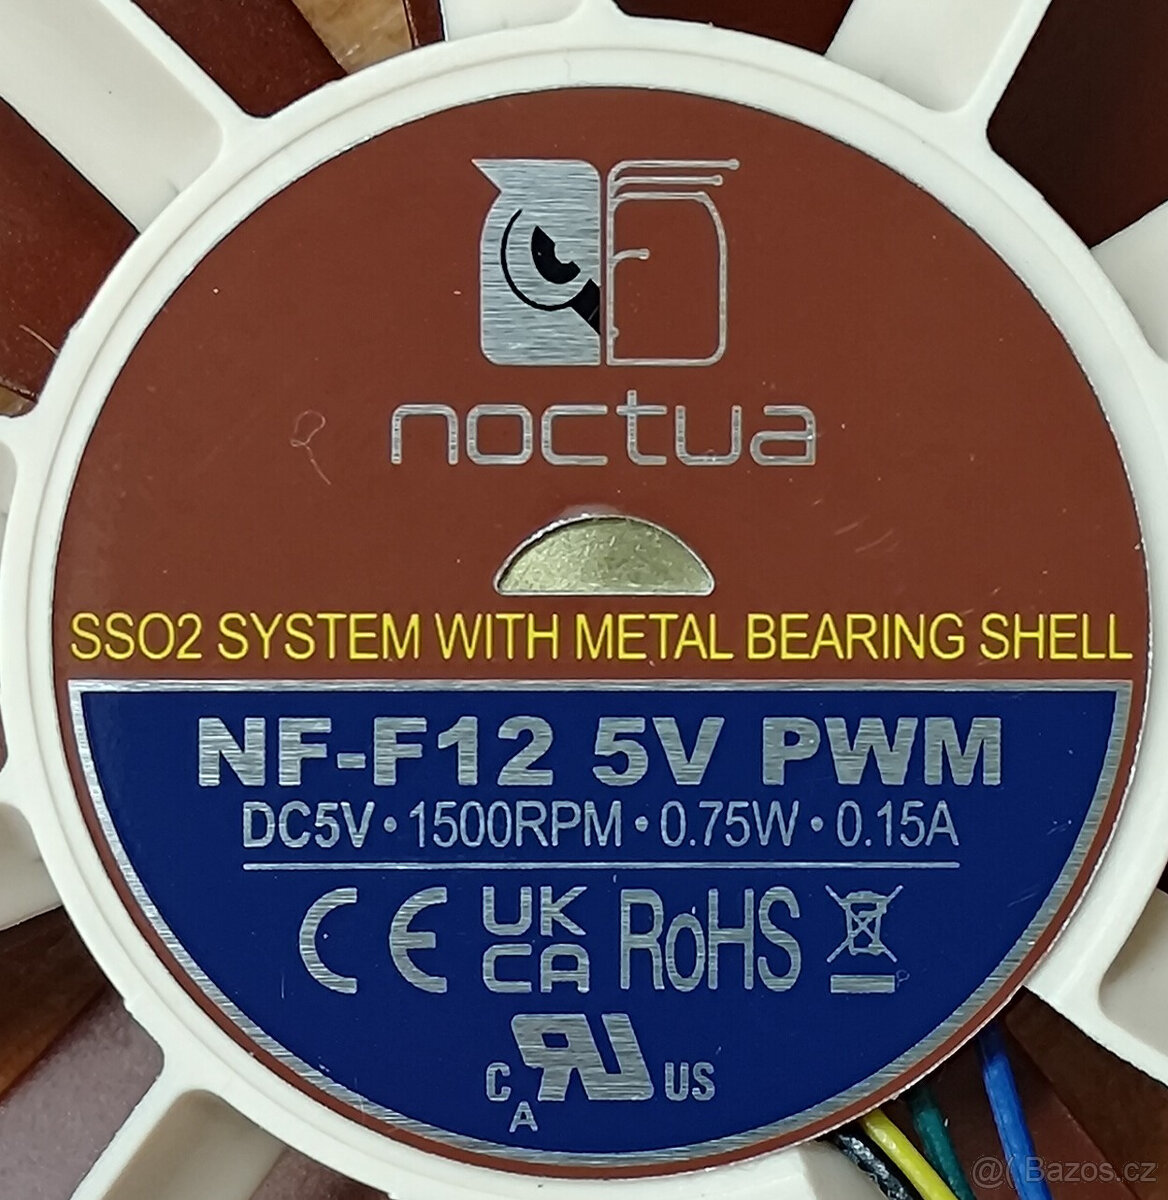 noctua
SSO2 SYSTEM WITH METAL BEARING SHELL
NF-F12 5V PWM
DC5V · 1500RPM · 0.75W · 0.15A
CE UK CA RoHS
c RU US
A
@( Bazos.cz